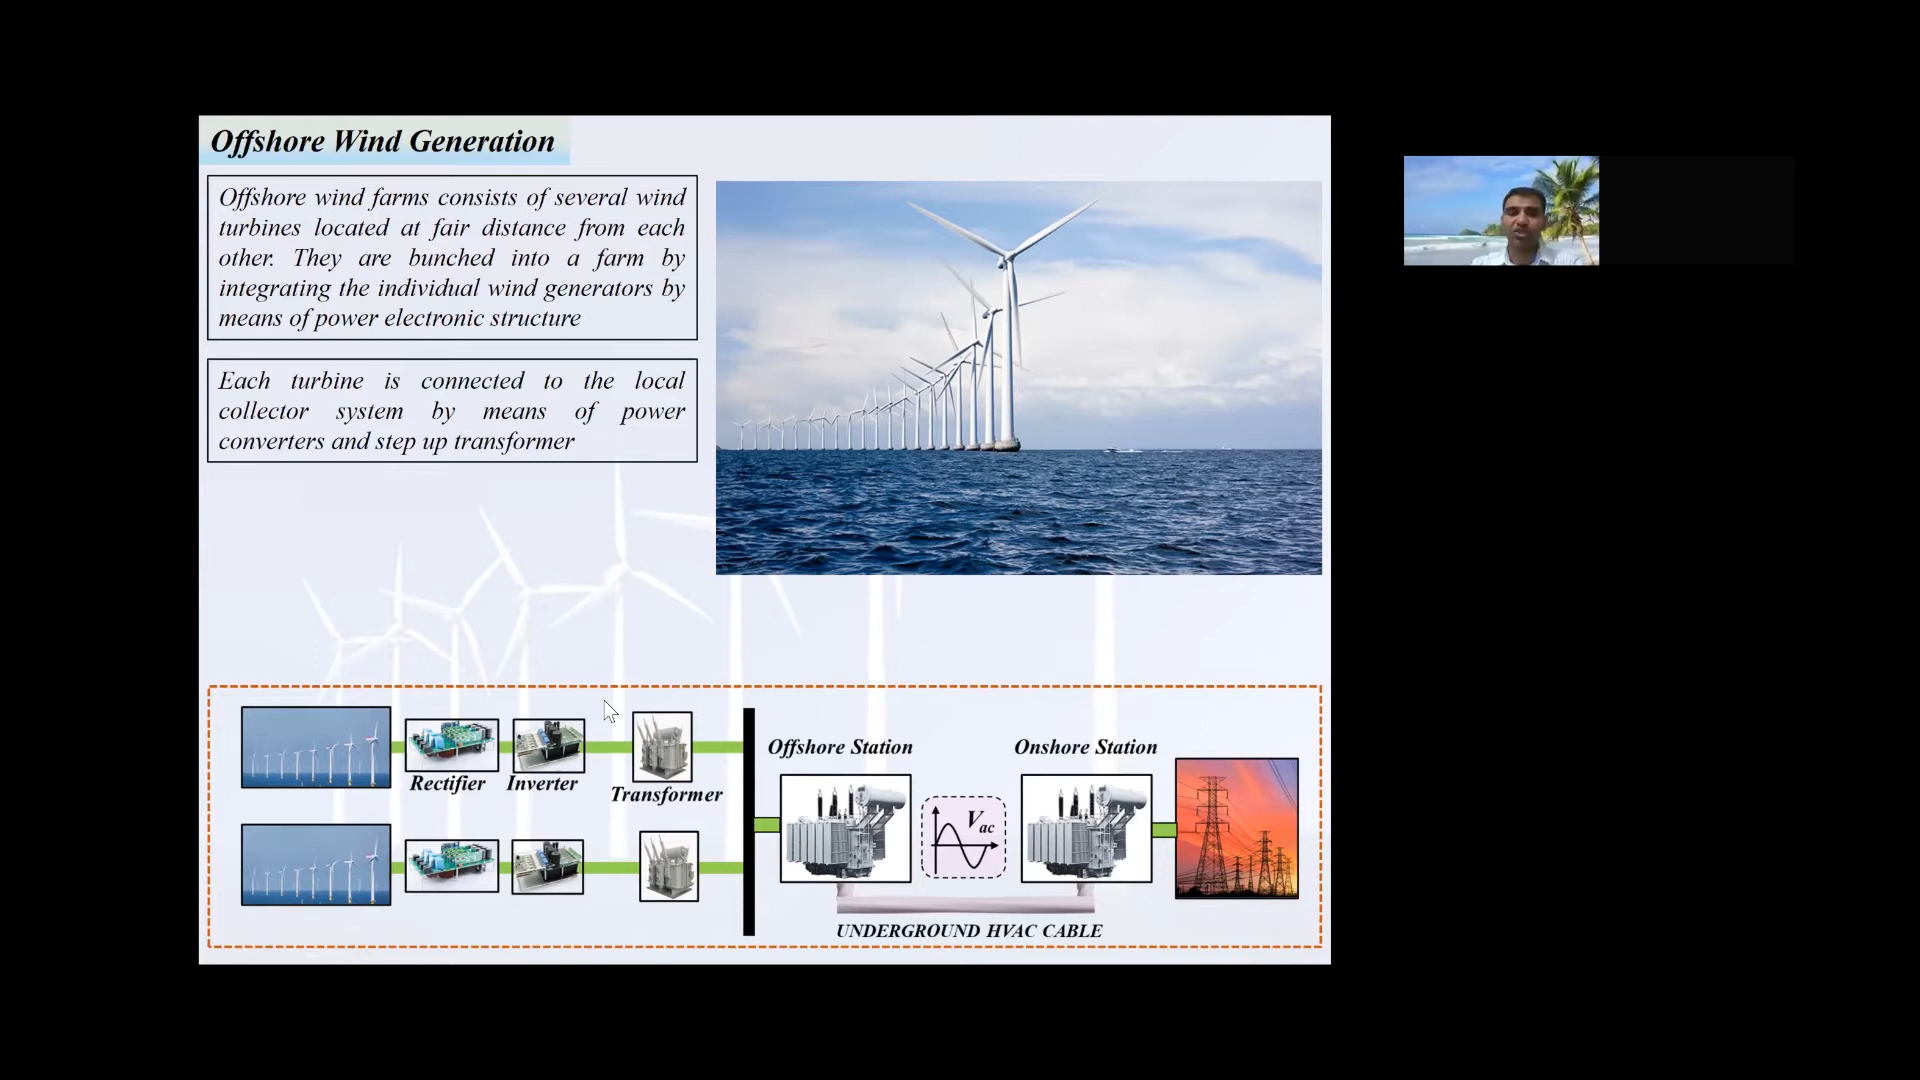 Offshore Wind Generation
Offshore wind farms consists of several wind
turbines located at fair distance from each
other. They are bunched into a farm by
integrating the individual wind generators by
means of power electronic structure
Each turbine is connected to the local
collector system by means of power
converters and step up transformer
Rectifier
Inverter
Transformer
Offshore Station
Onshore Station
Vac
UNDERGROUND HVAC CABLE